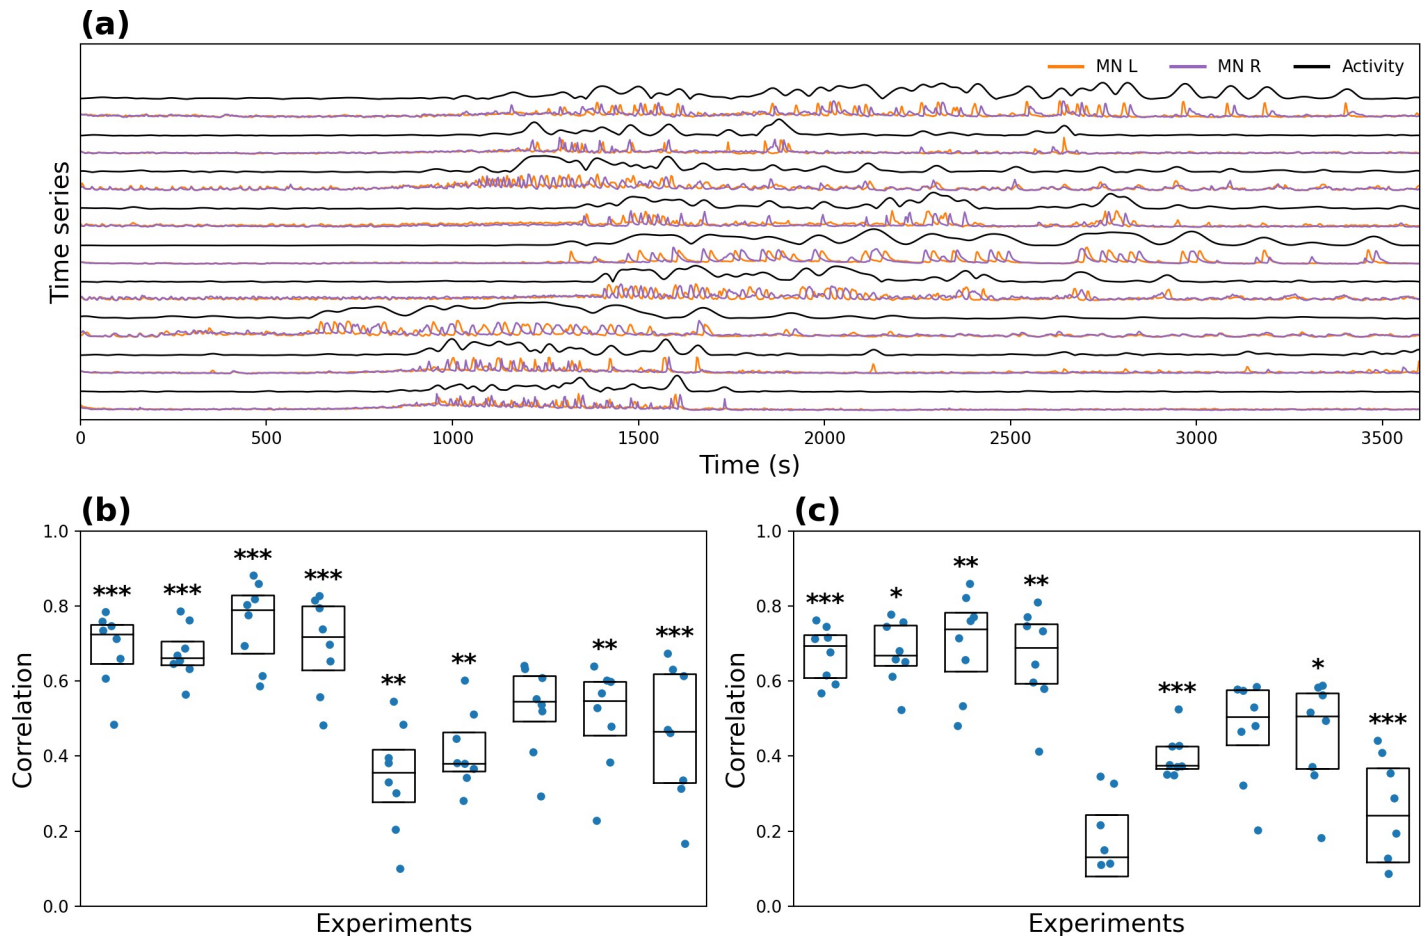 (a)
MN L MN R Activity
Time series
0 500 1000 1500 2000 2500 3000 3500
Time (s)
(b)
Correlation
1.0
0.8
0.6
0.4
0.2
0.0
*** *** *** *** ** ** ** ***
Experiments
(c)
Correlation
1.0
0.8
0.6
0.4
0.2
0.0
*** * ** ** *** * ***
Experiments